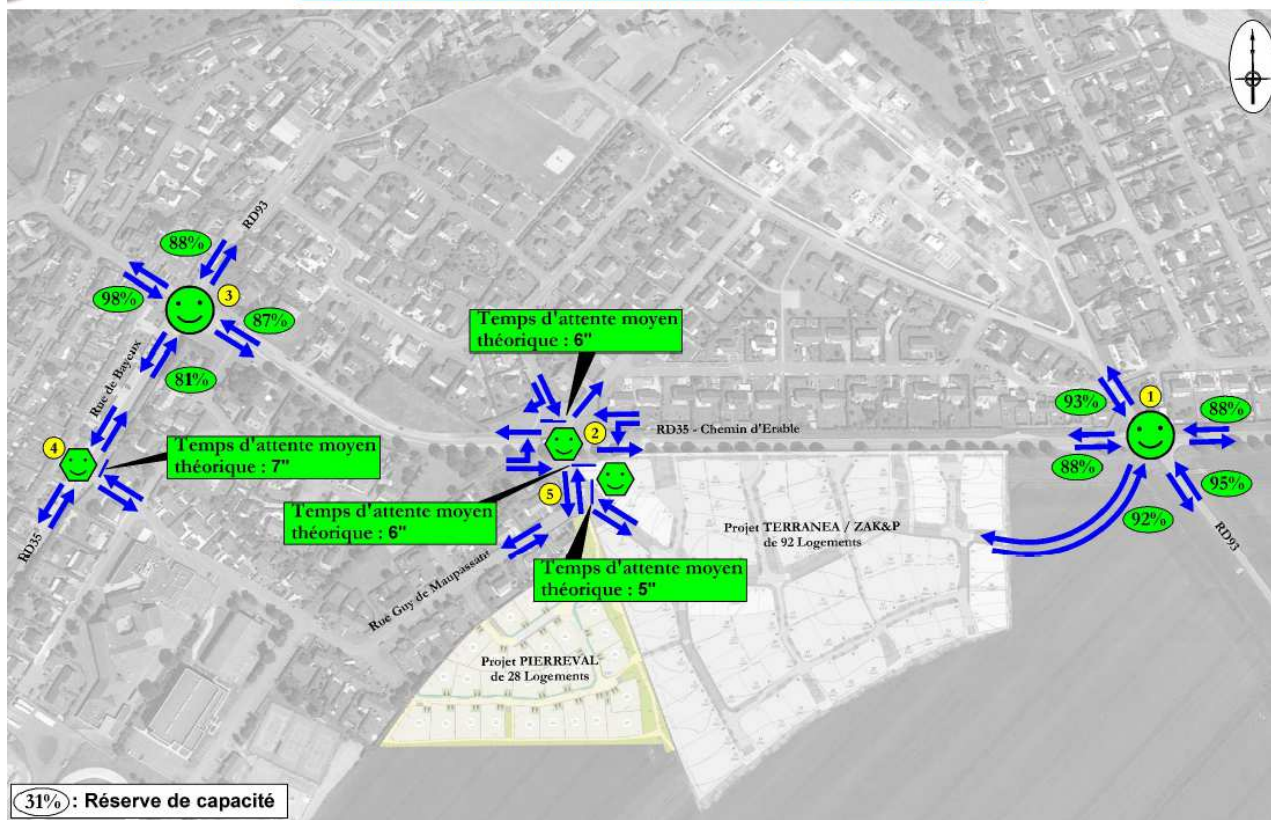 RD93
88%
98%
3
87%
81%
Rue de Bayeux
4
RD35
Temps d'attente moyen
théorique : 7"
Temps d'attente moyen
théorique : 6"
2
RD35 - Chemin d'Etable
Temps d'attente moyen
théorique : 6"
5
Rue Guy de Maupassant
Temps d'attente moyen
théorique : 5"
1
93%
88%
88%
95%
92%
RD93
Projet TERRANEA / ZAK&P
de 92 Logements
Projet PIERREVAL
de 28 Logements
31% : Réserve de capacité